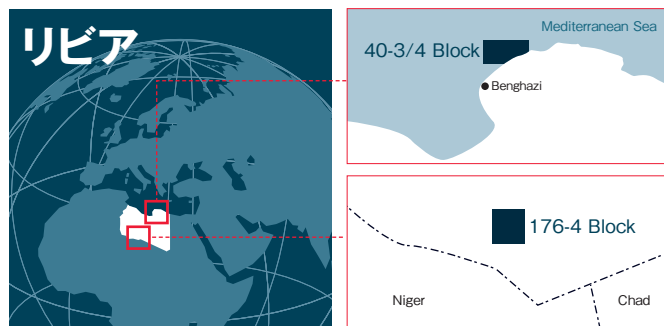 リビア
Mediterranean Sea
40-3/4 Block
Benghazi
176-4 Block
Niger
Chad